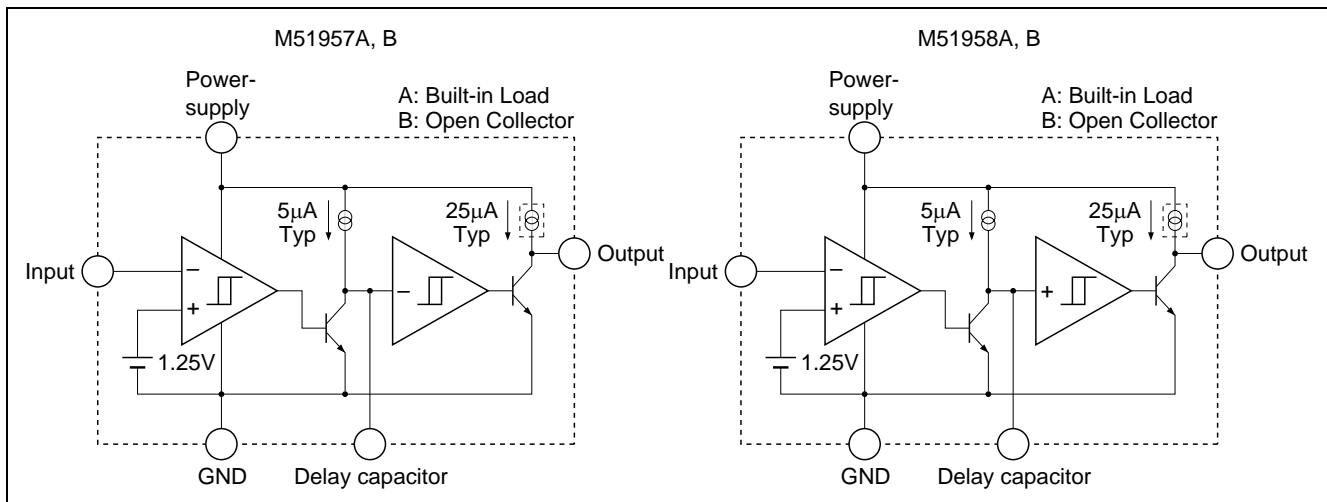 M51957A, B
Power-
supply
A: Built-in Load
B: Open Collector
5μA
Typ
25μA
Typ
Input
−
+
−
Output
1.25V
GND
Delay capacitor
M51958A, B
Power-
supply
A: Built-in Load
B: Open Collector
5μA
Typ
25μA
Typ
Input
−
+
+
Output
1.25V
GND
Delay capacitor